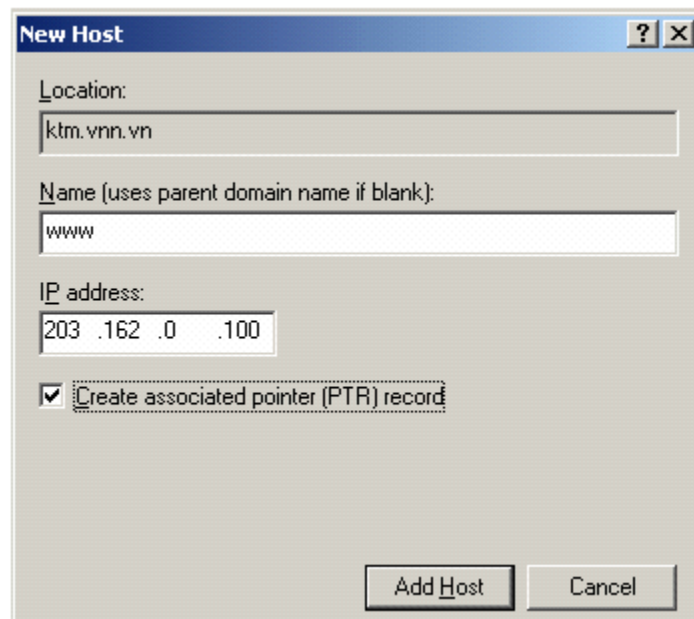 New Host
Location:
ktm.vnn.vn
Name (uses parent domain name if blank):
www
IP address:
203 .162 .0 .100
Create associated pointer (PTR) record
Add Host Cancel